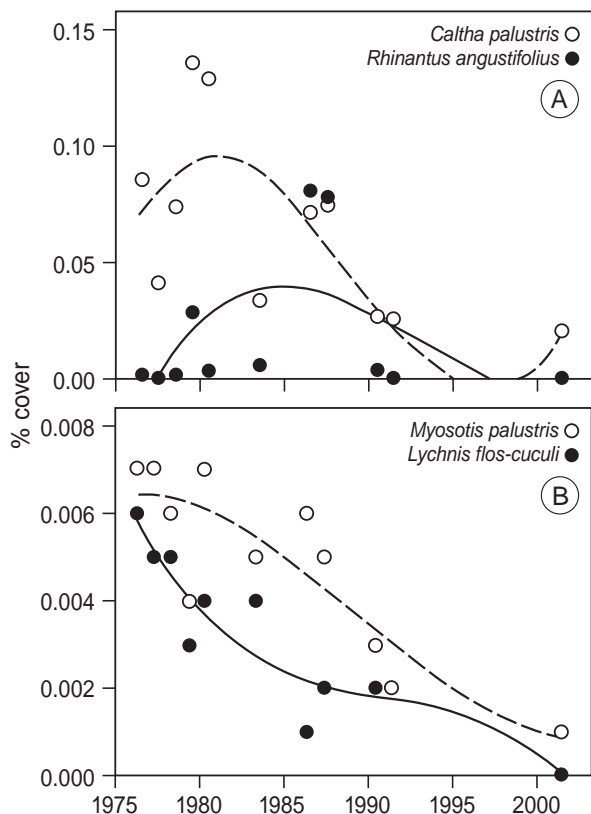 0.15
Caltha palustris
Rhinantus angustifolius
A
0.10
0.05
0.00
% cover
0.008
Myosotis palustris
Lychnis flos-cuculi
B
0.006
0.004
0.002
0.000
1975 1980 1985 1990 1995 2000